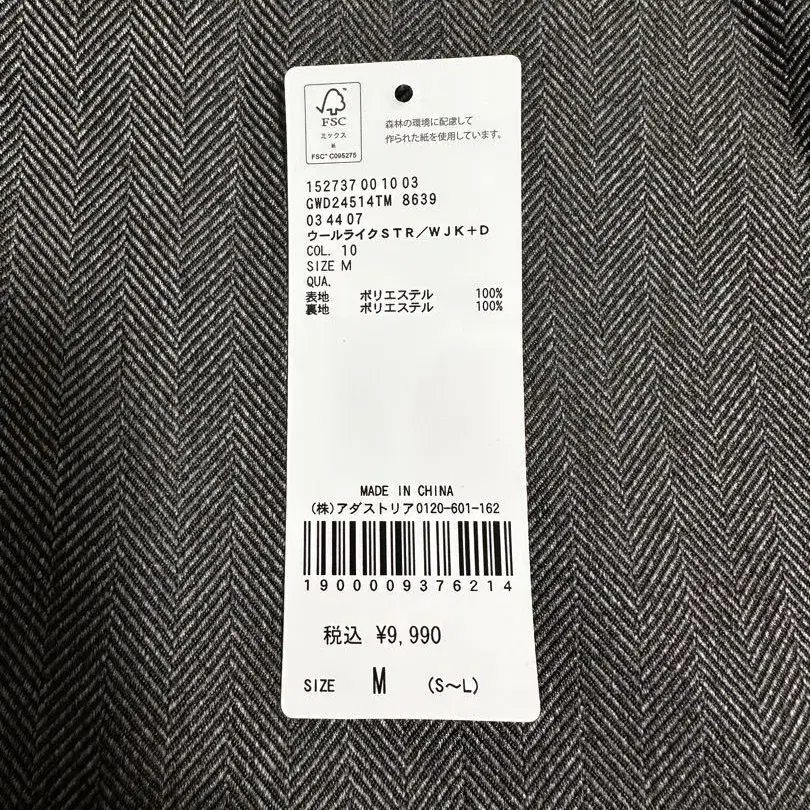 FSC
ミックス
紙
FSC™ C095275
森林の環境に配慮して
作られた紙を使用しています。
152737 00 10 03
GWD24514TM 8639
03 44 07
ウールライクSTR／WJK＋D
COL. 10
SIZE M
QUA.
表地 ポリエステル 100%
裏地 ポリエステル 100%
MADE IN CHINA
(株)アダストリア0120-601-162
1900009376214
税込 ¥9,990
SIZE M (S〜L)